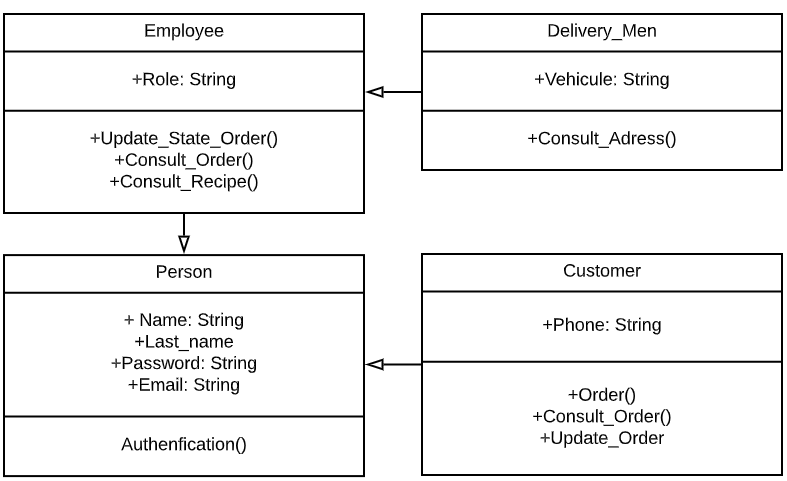 Employee
+Role: String
+Update_State_Order()
+Consult_Order()
+Consult_Recipe()
Delivery_Men
+Vehicule: String
+Consult_Adress()
Person
+ Name: String
+Last_name
+Password: String
+Email: String
Authenfication()
Customer
+Phone: String
+Order()
+Consult_Order()
+Update_Order